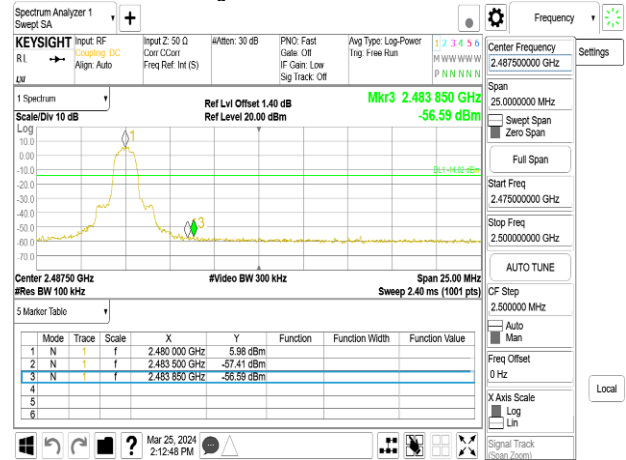 Spectrum Analyzer 1
Swept SA
+
Frequency
KEYSIGHT
RL
Input: RF
Coupling: DC
Align: Auto
Input Z: 50 Ω
Corr CCorr
Freq Ref: Int (S)
#Atten: 30 dB
PNO: Fast
Gate: Off
IF Gain: Low
Sig Track: Off
Avg Type: Log-Power
Trig: Free Run
1 2 3 4 5 6
M W W W W W
P N N N N N
LXI
1 Spectrum
Scale/Div 10 dB
Ref Lvl Offset 1.40 dB
Ref Level 20.00 dBm
Mkr3 2.483 850 GHz
-56.59 dBm
Log
10.0
0.00
-10.0
-20.0
-30.0
-40.0
-50.0
-60.0
-70.0
1
3
DL1 -14.02 dBm
Center 2.48750 GHz
#Res BW 100 kHz
#Video BW 300 kHz
Span 25.00 MHz
Sweep 2.40 ms (1001 pts)
5 Marker Table
Mode Trace Scale X Y Function Function Width Function Value
1 N 1 f 2.480 000 GHz 5.98 dBm
2 N 1 f 2.483 500 GHz -57.41 dBm
3 N 1 f 2.483 850 GHz -56.59 dBm
4
5
6
Mar 25, 2024
2:12:48 PM
?
Center Frequency
2.487500000 GHz
Settings
Span
25.0000000 MHz
Swept Span
Zero Span
Full Span
Start Freq
2.475000000 GHz
Stop Freq
2.500000000 GHz
AUTO TUNE
CF Step
2.500000 MHz
Auto
Man
Freq Offset
0 Hz
X Axis Scale
Log
Lin
Local
Signal Track
(Span Zoom)